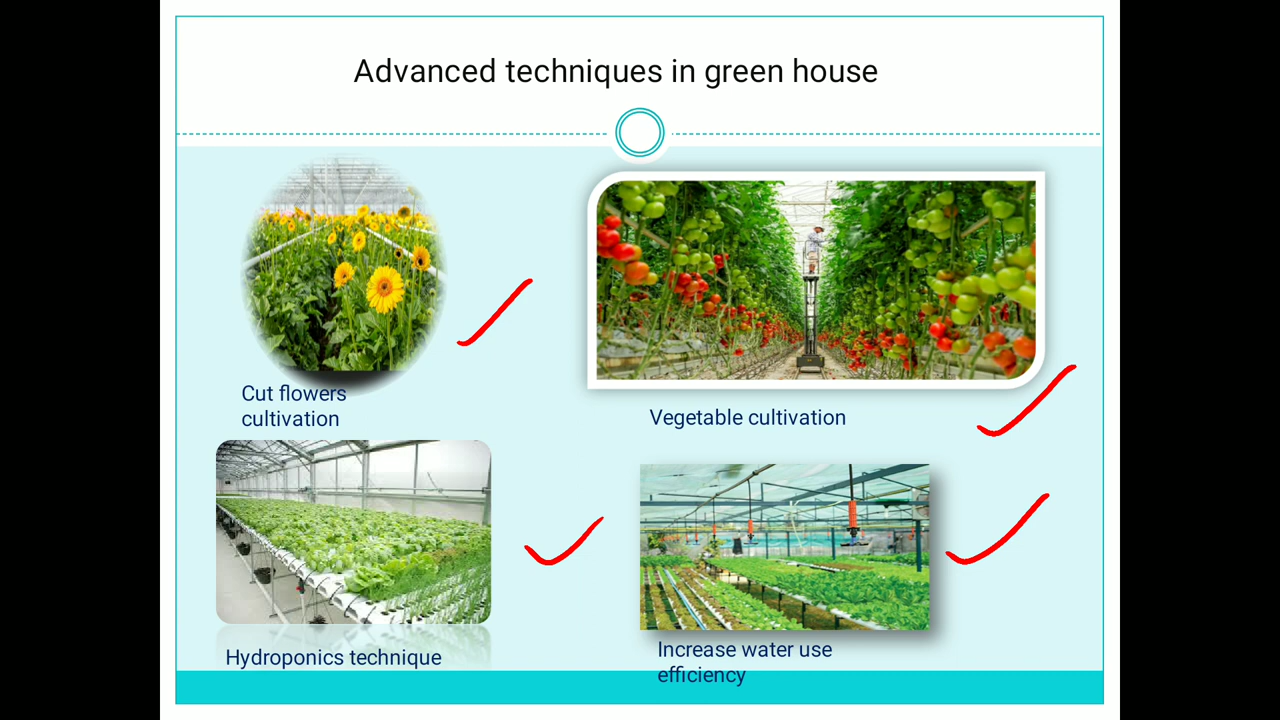 Advanced techniques in green house
Cut flowers
cultivation
Vegetable cultivation
Hydroponics technique
Increase water use
efficiency